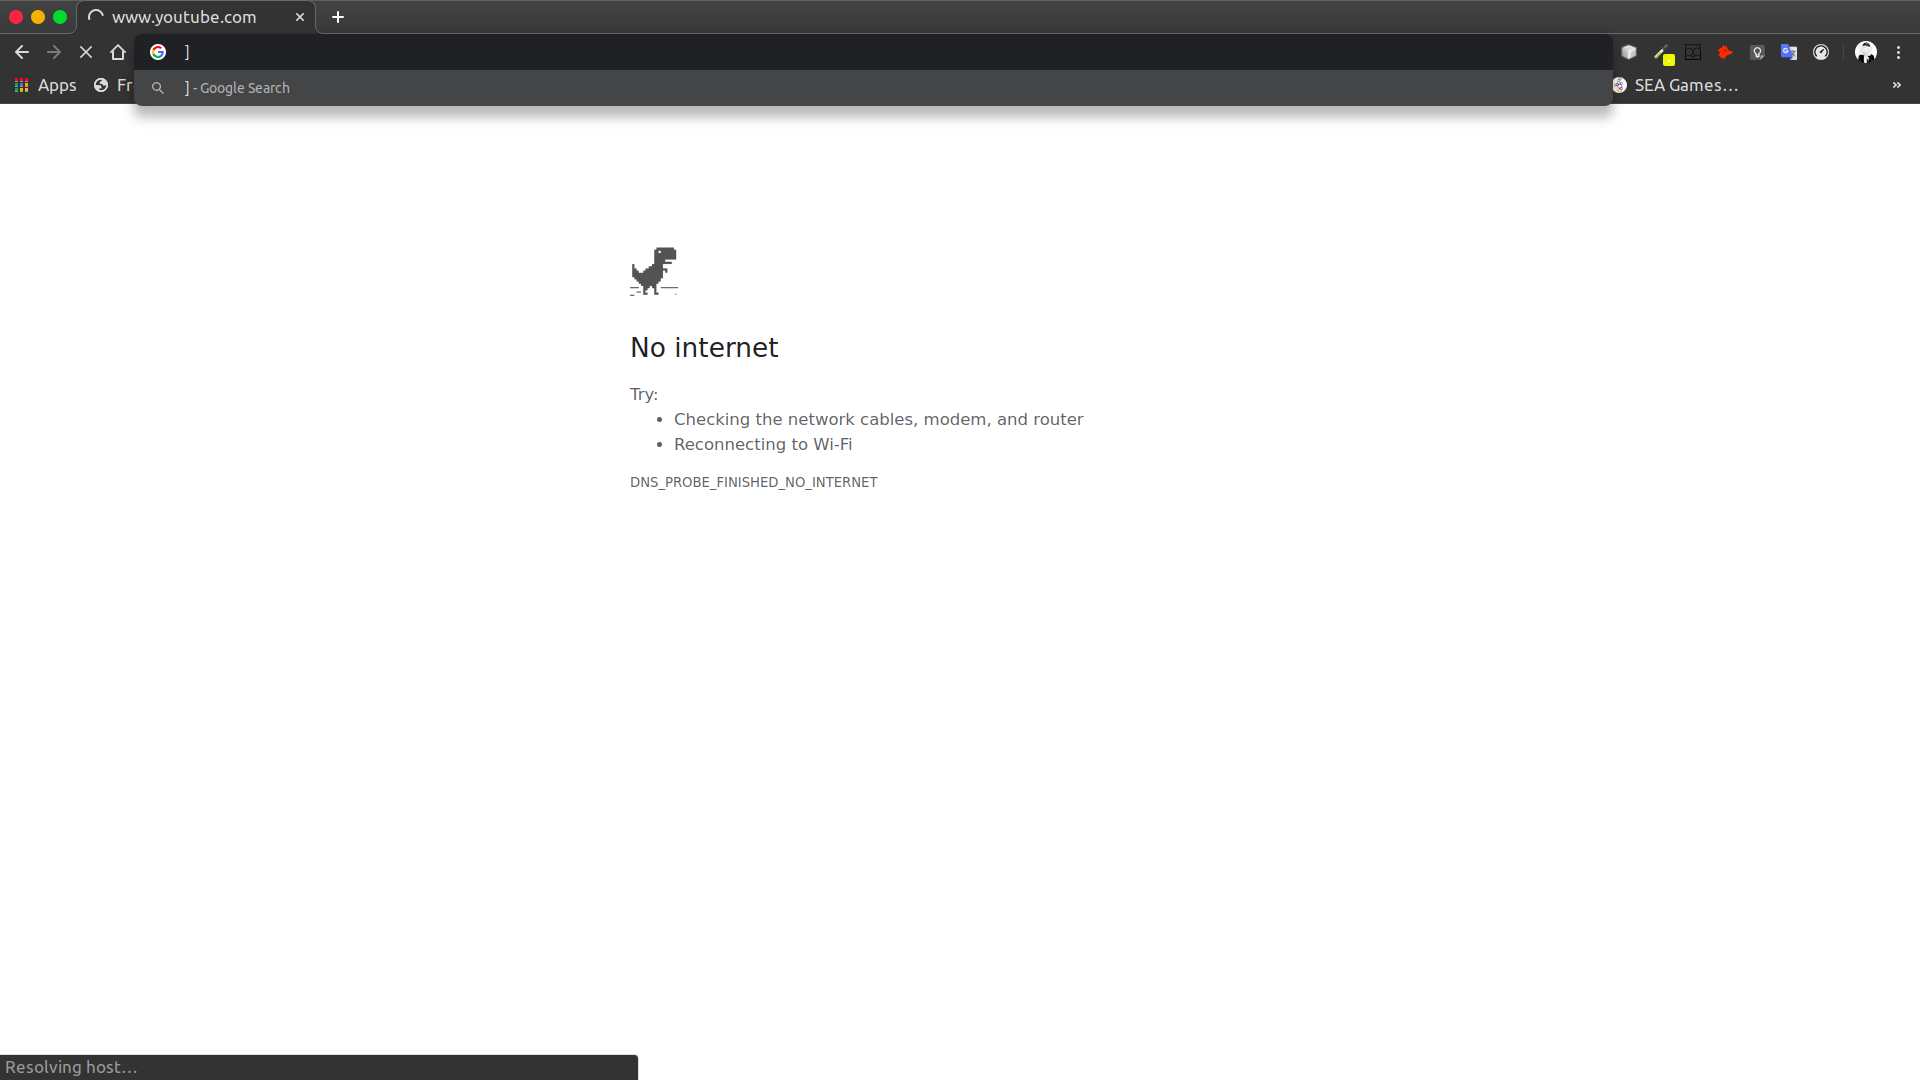 www.youtube.com
]
] - Google Search
Apps
Fr
SEA Games…
»
No internet
Try:
• Checking the network cables, modem, and router
• Reconnecting to Wi-Fi
DNS_PROBE_FINISHED_NO_INTERNET
Resolving host…